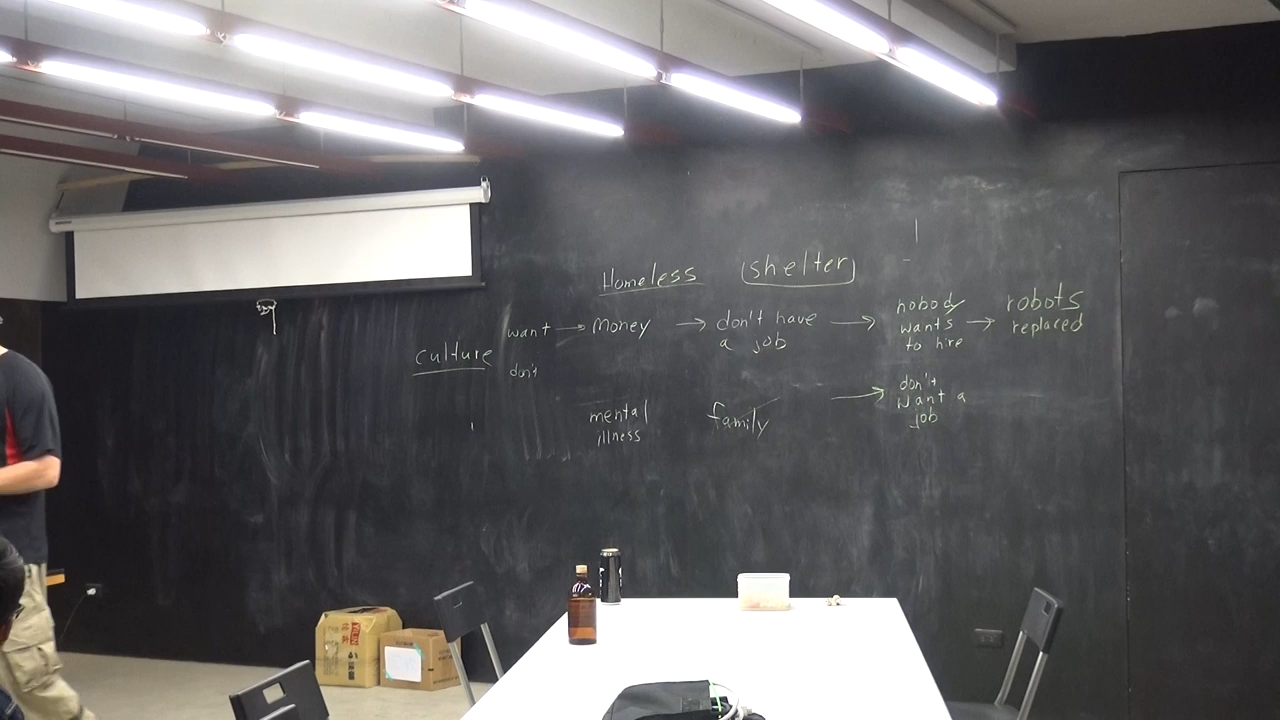 Homeless (shelter)
culture
want → Money → don't have a job → nobody wants to hire → robots replaced
don't
mental illness
family
→ don't want a job